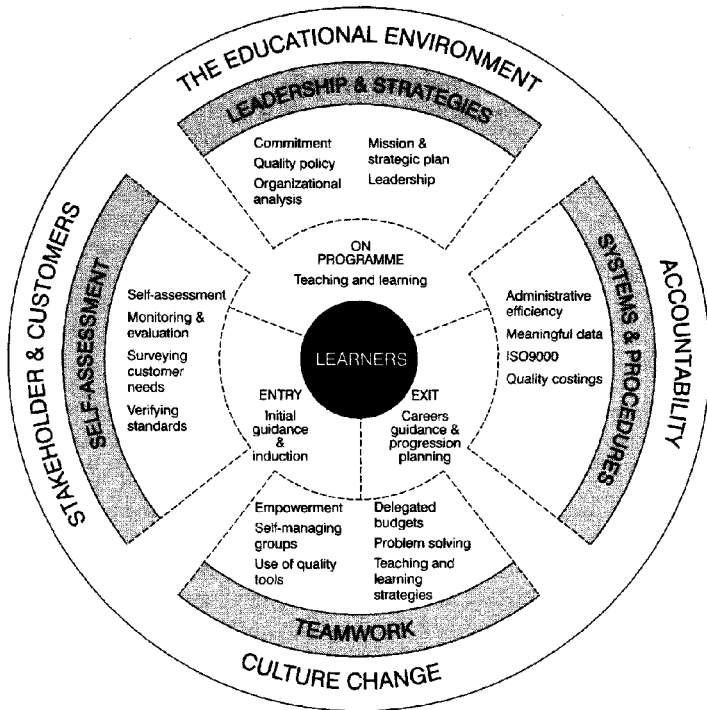 THE EDUCATIONAL ENVIRONMENT
LEADERSHIP & STRATEGIES
Commitment
Quality policy
Organizational
analysis
Mission &
strategic plan
Leadership
ON
PROGRAMME
Teaching and learning
STAKEHOLDER & CUSTOMERS
SELF-ASSESSMENT
Self-assessment
Monitoring &
evaluation
Surveying
customer
needs
Verifying
standards
LEARNERS
ENTRY
Initial
guidance
&
induction
EXIT
Careers
guidance &
progression
planning
Administrative
efficiency
Meaningful data
ISO9000
Quality costings
SYSTEMS & PROCEDURES
ACCOUNTABILITY
Empowerment
Self-managing
groups
Use of quality
tools
Delegated
budgets
Problem solving
Teaching and
learning
strategies
TEAMWORK
CULTURE CHANGE